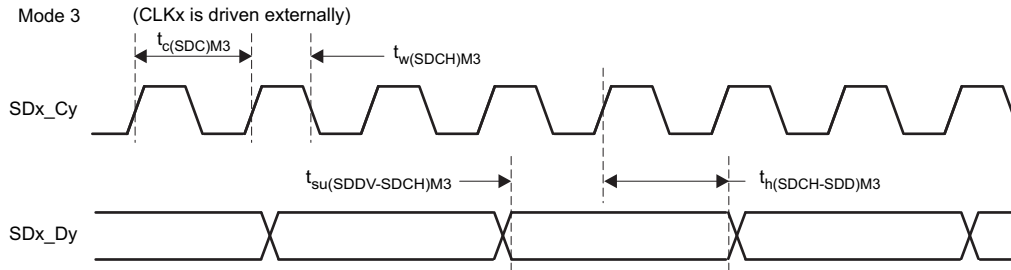 Mode 3 (CLKx is driven externally)
tc(SDC)M3
tw(SDCH)M3
SDx_Cy
tsu(SDDV-SDCH)M3
th(SDCH-SDD)M3
SDx_Dy